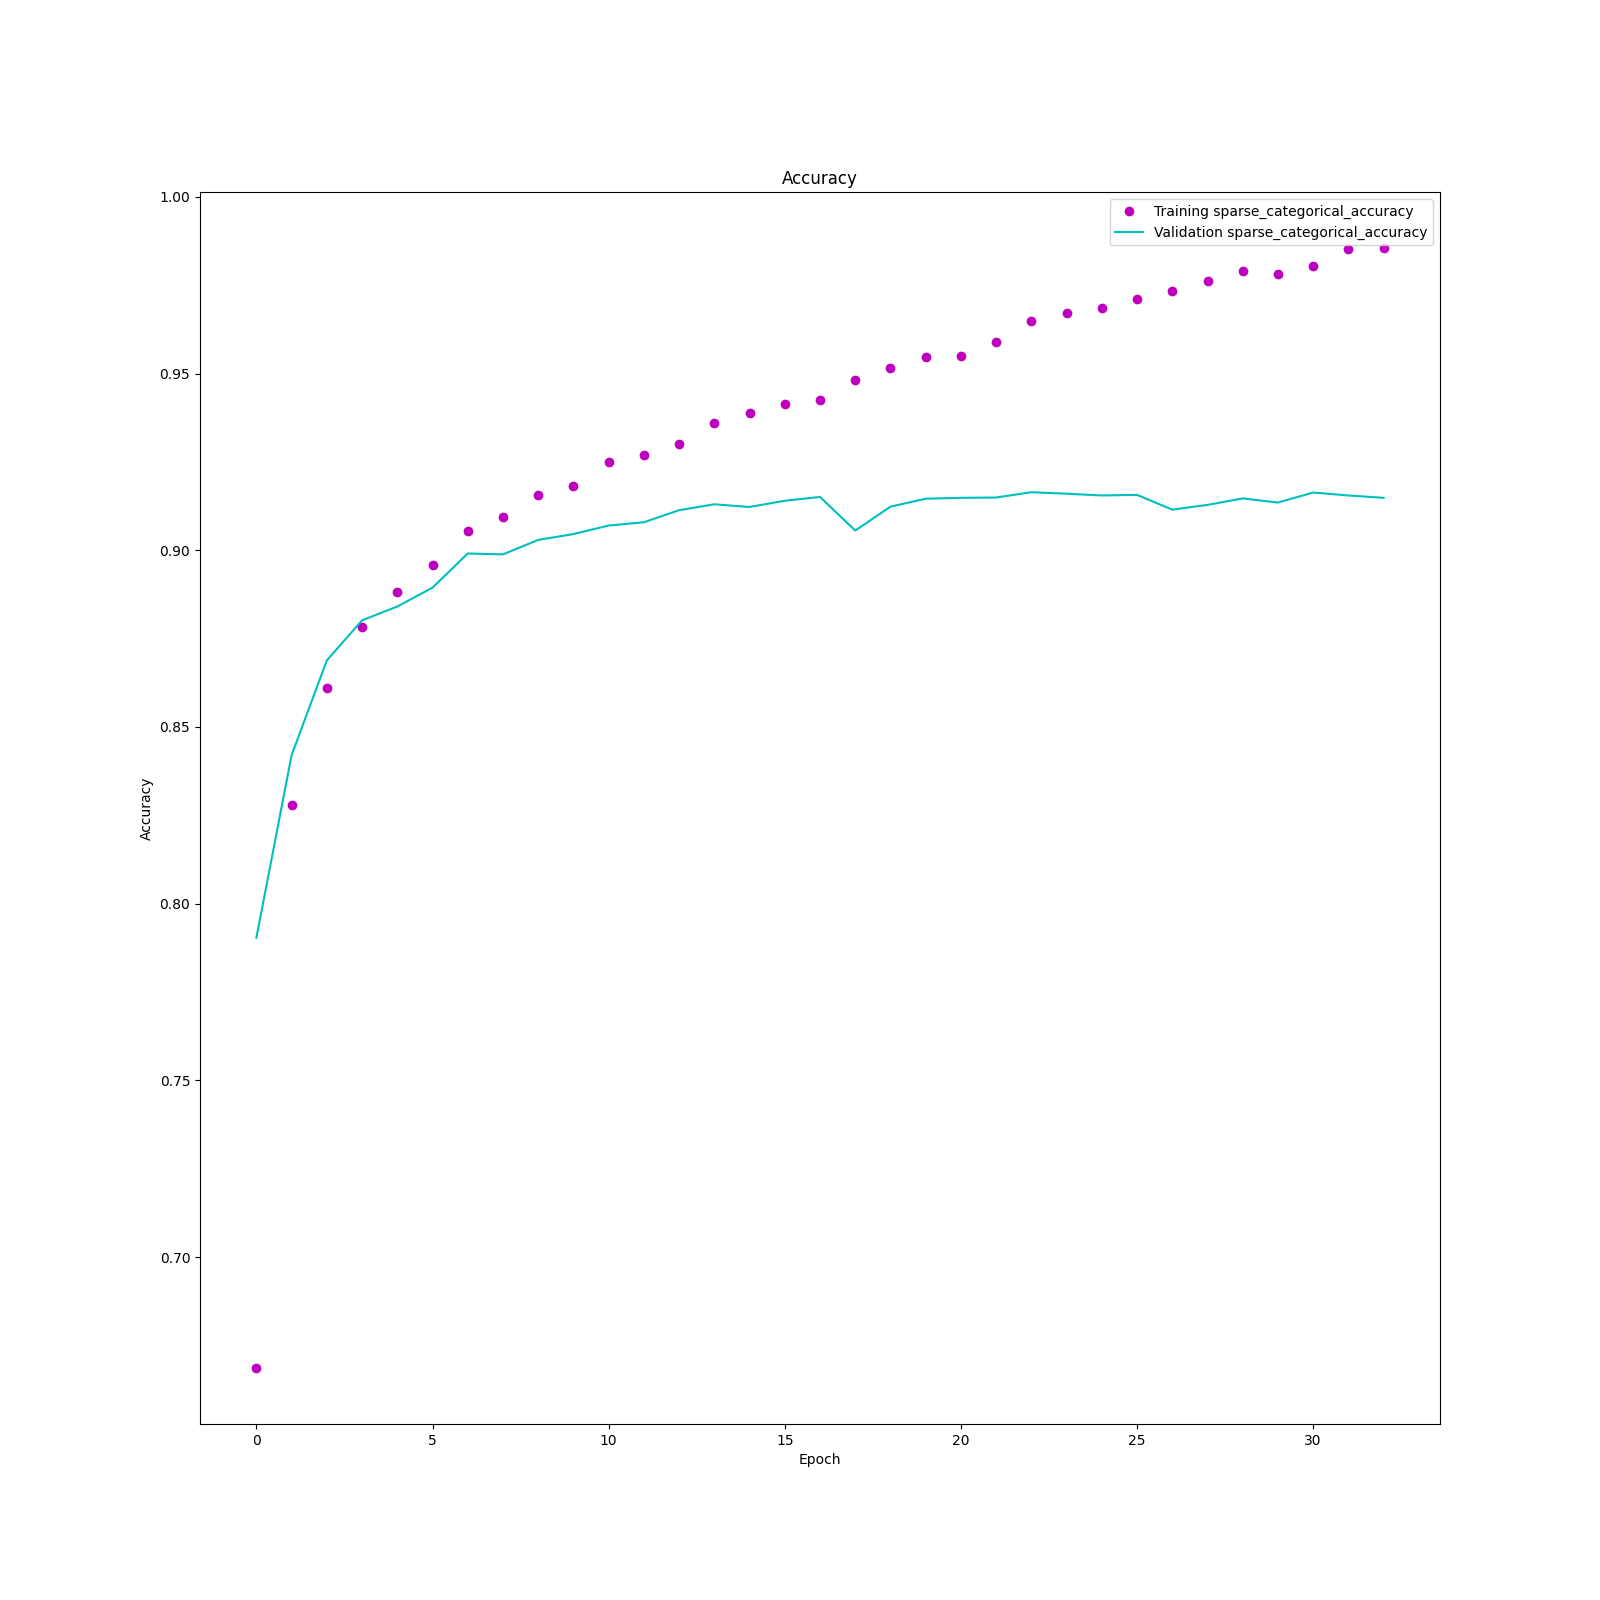 Accuracy
1.00
Training sparse_categorical_accuracy
Validation sparse_categorical_accuracy
0.95
0.90
0.85
Accuracy
0.80
0.75
0.70
0 5 10 15 20 25 30
Epoch